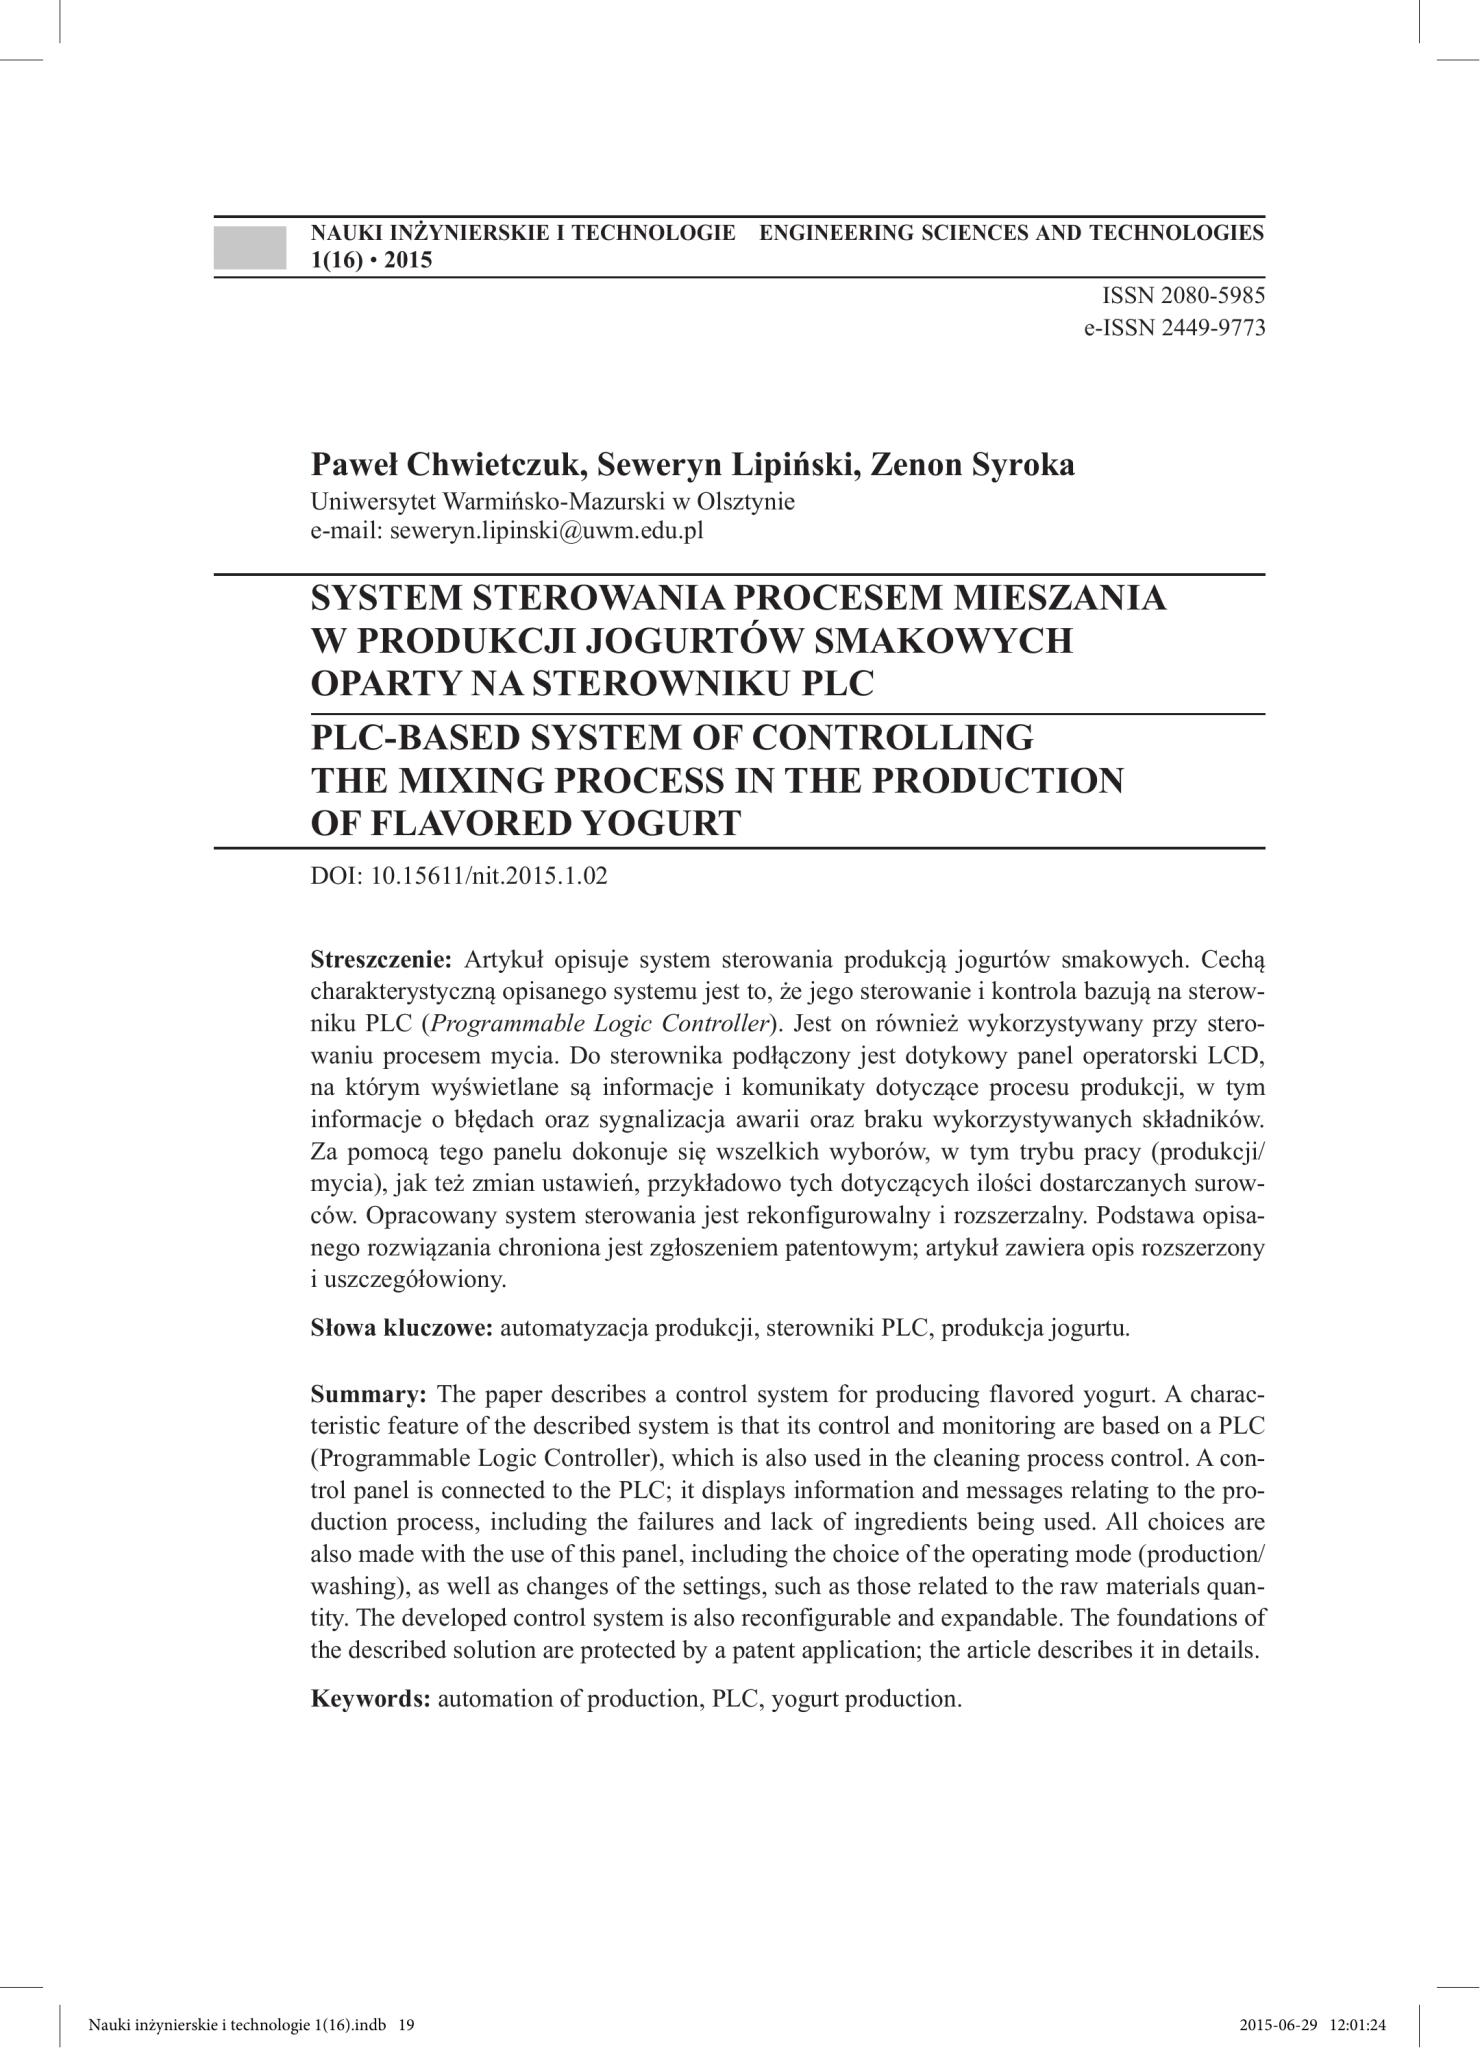 NAUKI INŻYNIERSKIE I TECHNOLOGIE ENGINEERING SCIENCES AND TECHNOLOGIES
1(16) • 2015
ISSN 2080-5985
e-ISSN 2449-9773
Paweł Chwietczuk, Seweryn Lipiński, Zenon Syroka
Uniwersytet Warmińsko-Mazurski w Olsztynie
e-mail: seweryn.lipinski@uwm.edu.pl
SYSTEM STEROWANIA PROCESEM MIESZANIA
W PRODUKCJI JOGURTÓW SMAKOWYCH
OPARTY NA STEROWNIKU PLC
PLC-BASED SYSTEM OF CONTROLLING
THE MIXING PROCESS IN THE PRODUCTION
OF FLAVORED YOGURT
DOI: 10.15611/nit.2015.1.02
Streszczenie: Artykuł opisuje system sterowania produkcją jogurtów smakowych. Cechą
charakterystyczną opisanego systemu jest to, że jego sterowanie i kontrola bazują na sterow-
niku PLC (Programmable Logic Controller). Jest on również wykorzystywany przy stero-
waniu procesem mycia. Do sterownika podłączony jest dotykowy panel operatorski LCD,
na którym wyświetlane są informacje i komunikaty dotyczące procesu produkcji, w tym
informacje o błędach oraz sygnalizacja awarii oraz braku wykorzystywanych składników.
Za pomocą tego panelu dokonuje się wszelkich wyborów, w tym trybu pracy (produkcji/
mycia), jak też zmian ustawień, przykładowo tych dotyczących ilości dostarczanych surow-
ców. Opracowany system sterowania jest rekonfigurowalny i rozszerzalny. Podstawa opisa-
nego rozwiązania chroniona jest zgłoszeniem patentowym; artykuł zawiera opis rozszerzony
i uszczegółowiony.
Słowa kluczowe: automatyzacja produkcji, sterowniki PLC, produkcja jogurtu.
Summary: The paper describes a control system for producing flavored yogurt. A charac-
teristic feature of the described system is that its control and monitoring are based on a PLC
(Programmable Logic Controller), which is also used in the cleaning process control. A con-
trol panel is connected to the PLC; it displays information and messages relating to the pro-
duction process, including the failures and lack of ingredients being used. All choices are
also made with the use of this panel, including the choice of the operating mode (production/
washing), as well as changes of the settings, such as those related to the raw materials quan-
tity. The developed control system is also reconfigurable and expandable. The foundations of
the described solution are protected by a patent application; the article describes it in details.
Keywords: automation of production, PLC, yogurt production.
Nauki inżynierskie i technologie 1(16).indb 19
2015-06-29 12:01:24